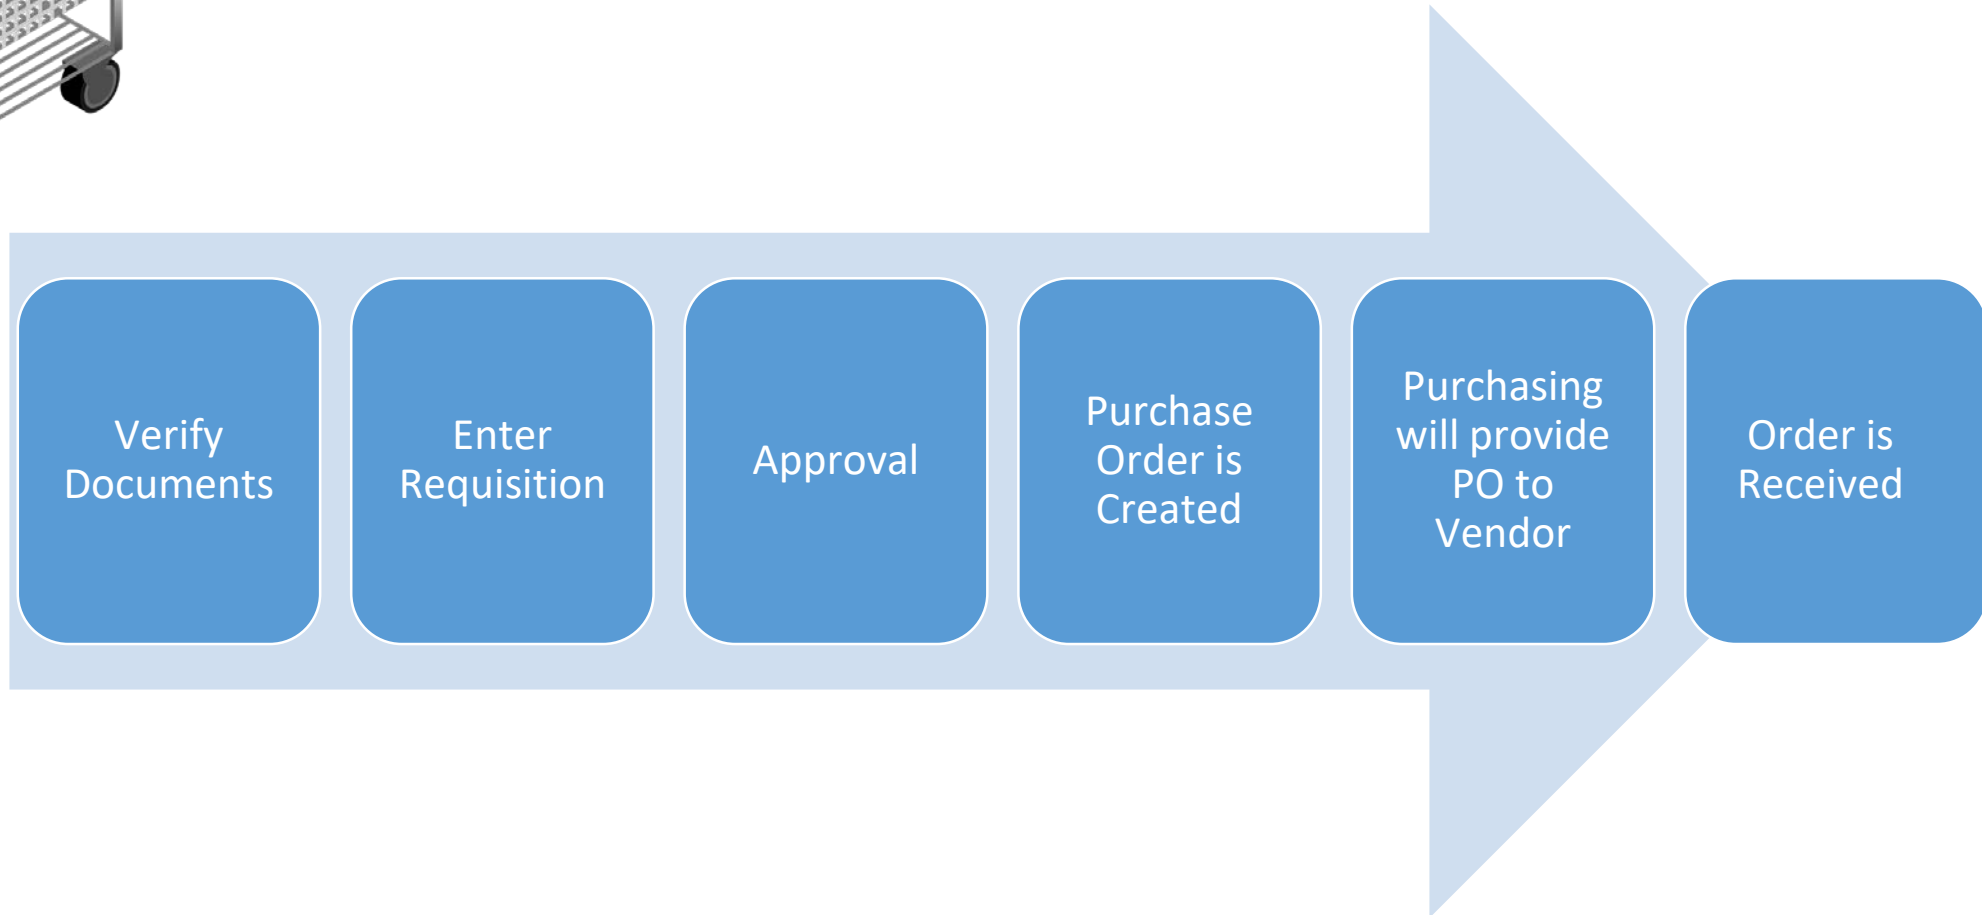 Verify
Documents
Enter
Requisition
Approval
Purchase
Order is
Created
Purchasing
will provide
PO to
Vendor
Order is
Received